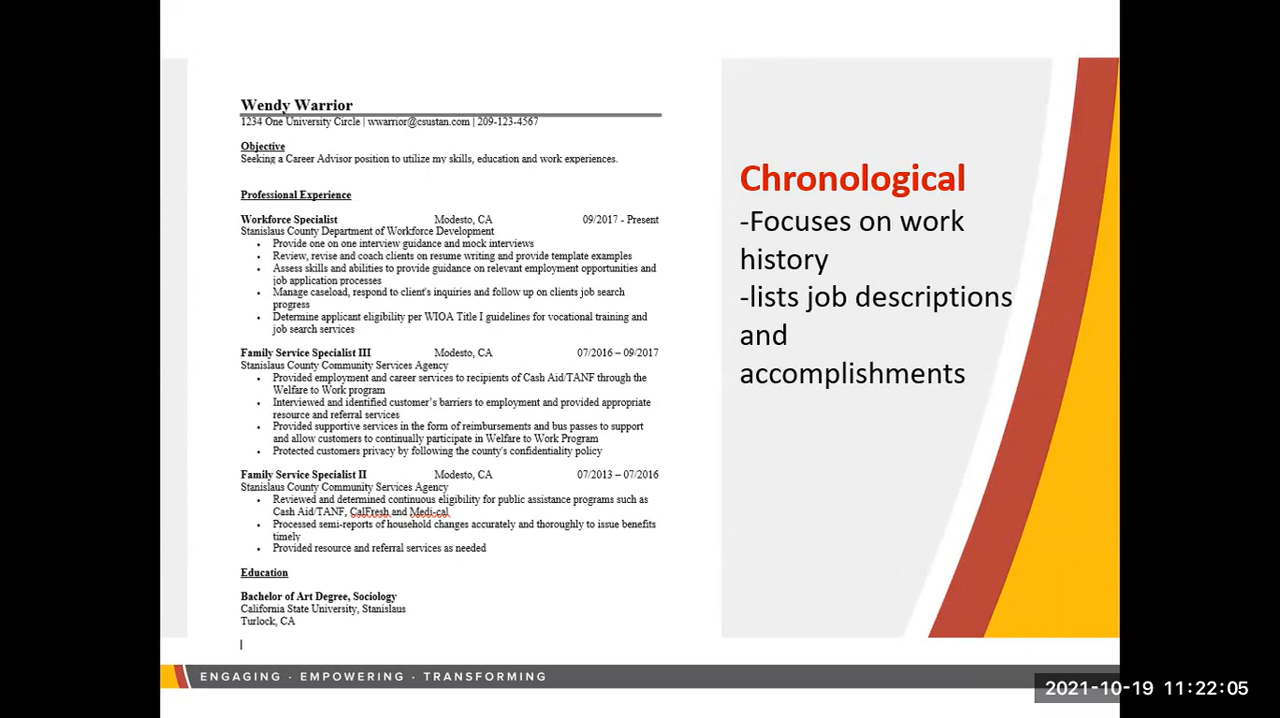 Wendy Warrior
1234 One University Circle | wwarrior@csustan.com | 209-123-4567
Objective
Seeking a Career Advisor position to utilize my skills, education and work experiences.
Professional Experience
Workforce Specialist Modesto, CA 09/2017 - Present
Stanislaus County Department of Workforce Development
• Provide one on one interview guidance and mock interviews
• Review, revise and coach clients on resume writing and provide template examples
• Assess skills and abilities to provide guidance on relevant employment opportunities and
job application processes
• Manage caseload, respond to client's inquiries and follow up on clients job search
progress
• Determine applicant eligibility per WIOA Title I guidelines for vocational training and
job search services
Family Service Specialist III Modesto, CA 07/2016 – 09/2017
Stanislaus County Community Services Agency
• Provided employment and career services to recipients of Cash Aid/TANF through the
Welfare to Work program
• Interviewed and identified customer's barriers to employment and provided appropriate
resource and referral services
• Provided supportive services in the form of reimbursements and bus passes to support
and allow customers to continually participate in Welfare to Work Program
• Protected customers privacy by following the county's confidentiality policy
Family Service Specialist II Modesto, CA 07/2013 – 07/2016
Stanislaus County Community Services Agency
• Reviewed and determined continuous eligibility for public assistance programs such as
Cash Aid/TANF, CalFresh and Medi-cal
• Processed semi-reports of household changes accurately and thoroughly to issue benefits
timely
• Provided resource and referral services as needed
Education
Bachelor of Art Degree, Sociology
California State University, Stanislaus
Turlock, CA
Chronological
-Focuses on work
history
-lists job descriptions
and
accomplishments
ENGAGING · EMPOWERING · TRANSFORMING
2021-10-19 11:22:05